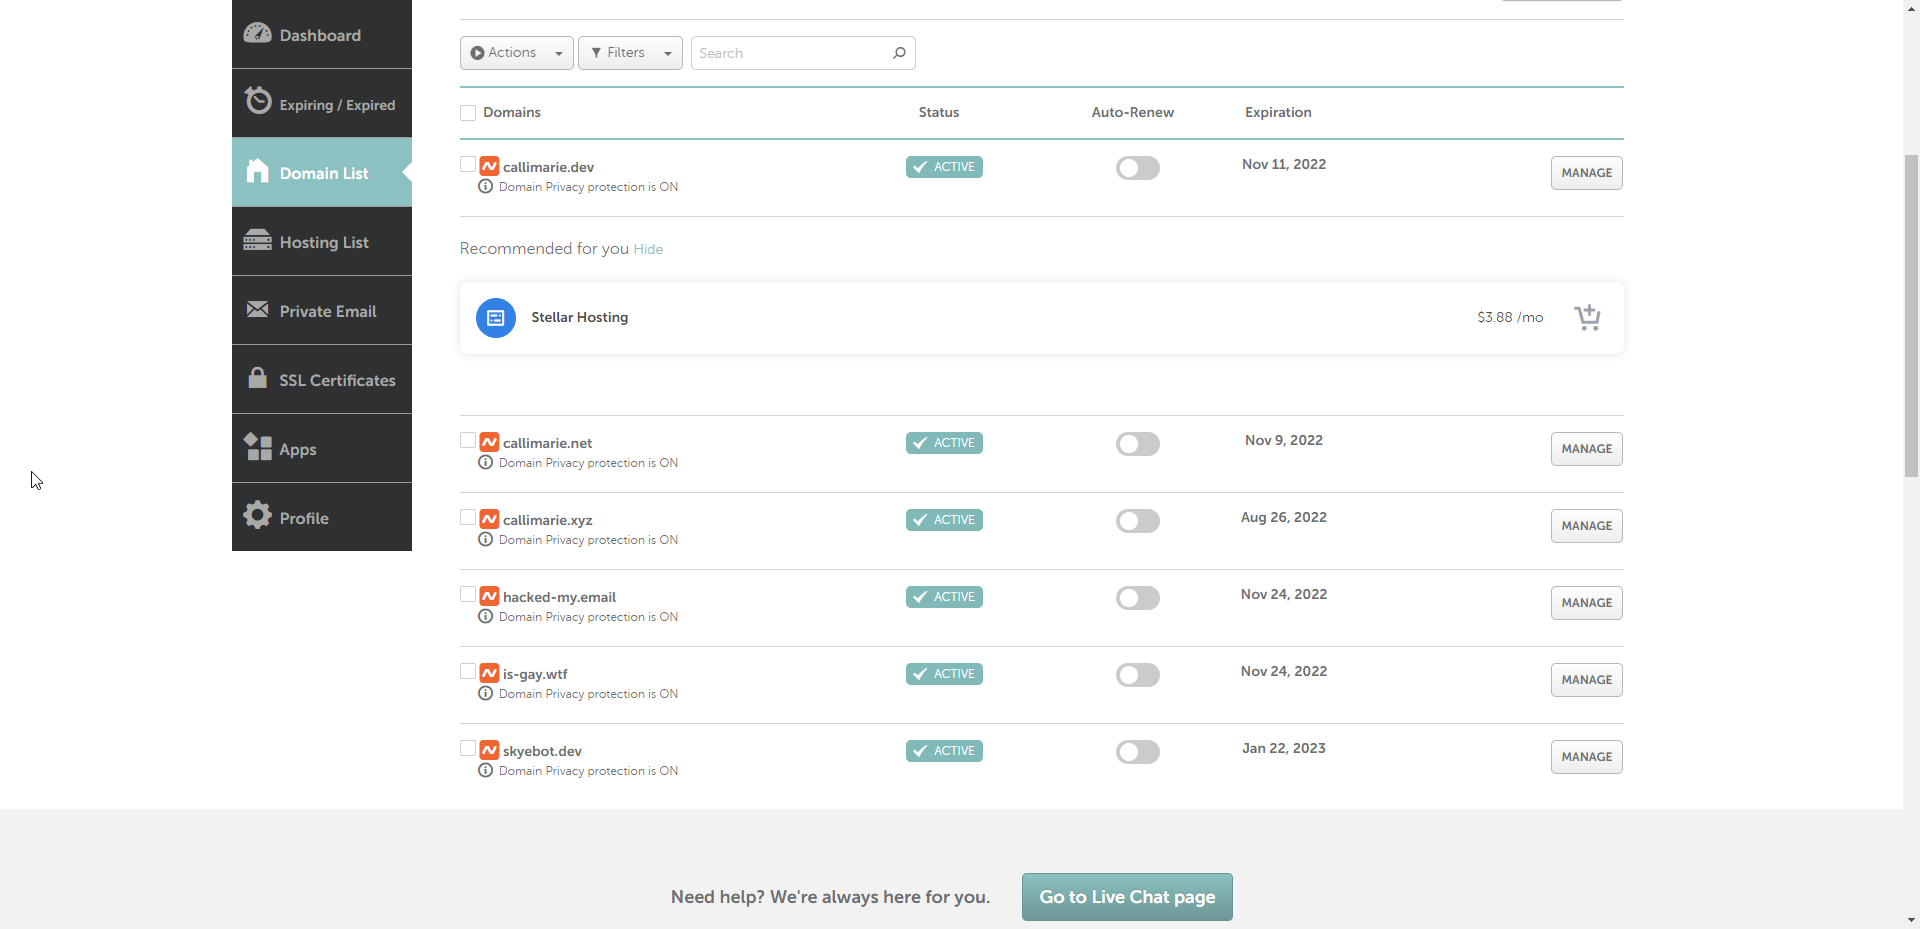 Dashboard
Expiring / Expired
Domain List
Hosting List
Private Email
SSL Certificates
Apps
Profile
Actions Filters Search
Domains Status Auto-Renew Expiration
callimarie.dev ACTIVE Nov 11, 2022 MANAGE
Domain Privacy protection is ON
Recommended for you Hide
Stellar Hosting $3.88 /mo
callimarie.net ACTIVE Nov 9, 2022 MANAGE
Domain Privacy protection is ON
callimarie.xyz ACTIVE Aug 26, 2022 MANAGE
Domain Privacy protection is ON
hacked-my.email ACTIVE Nov 24, 2022 MANAGE
Domain Privacy protection is ON
is-gay.wtf ACTIVE Nov 24, 2022 MANAGE
Domain Privacy protection is ON
skyebot.dev ACTIVE Jan 22, 2023 MANAGE
Domain Privacy protection is ON
Need help? We're always here for you. Go to Live Chat page